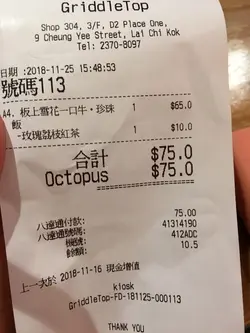 GriddleTop
Shop 304, 3/F, D2 Place One,
9 Cheung Yee Street, Lai Chi Kok
Tel: 2370-8097
日期 :2018-11-25 15:48:53
號碼113
A4. 板上雪花一口牛·珍珠 1 $65.0
飯
-玫瑰荔枝紅茶 1 $10.0
合計 $75.0
Octopus $75.0
八達通付款: 75.00
八達通號碼: 41314190
機號: 412ADC
餘額: 10.5
上一次於 2018-11-16 現金增值
kiosk
GriddleTop-FD-181125-000113
THANK YOU